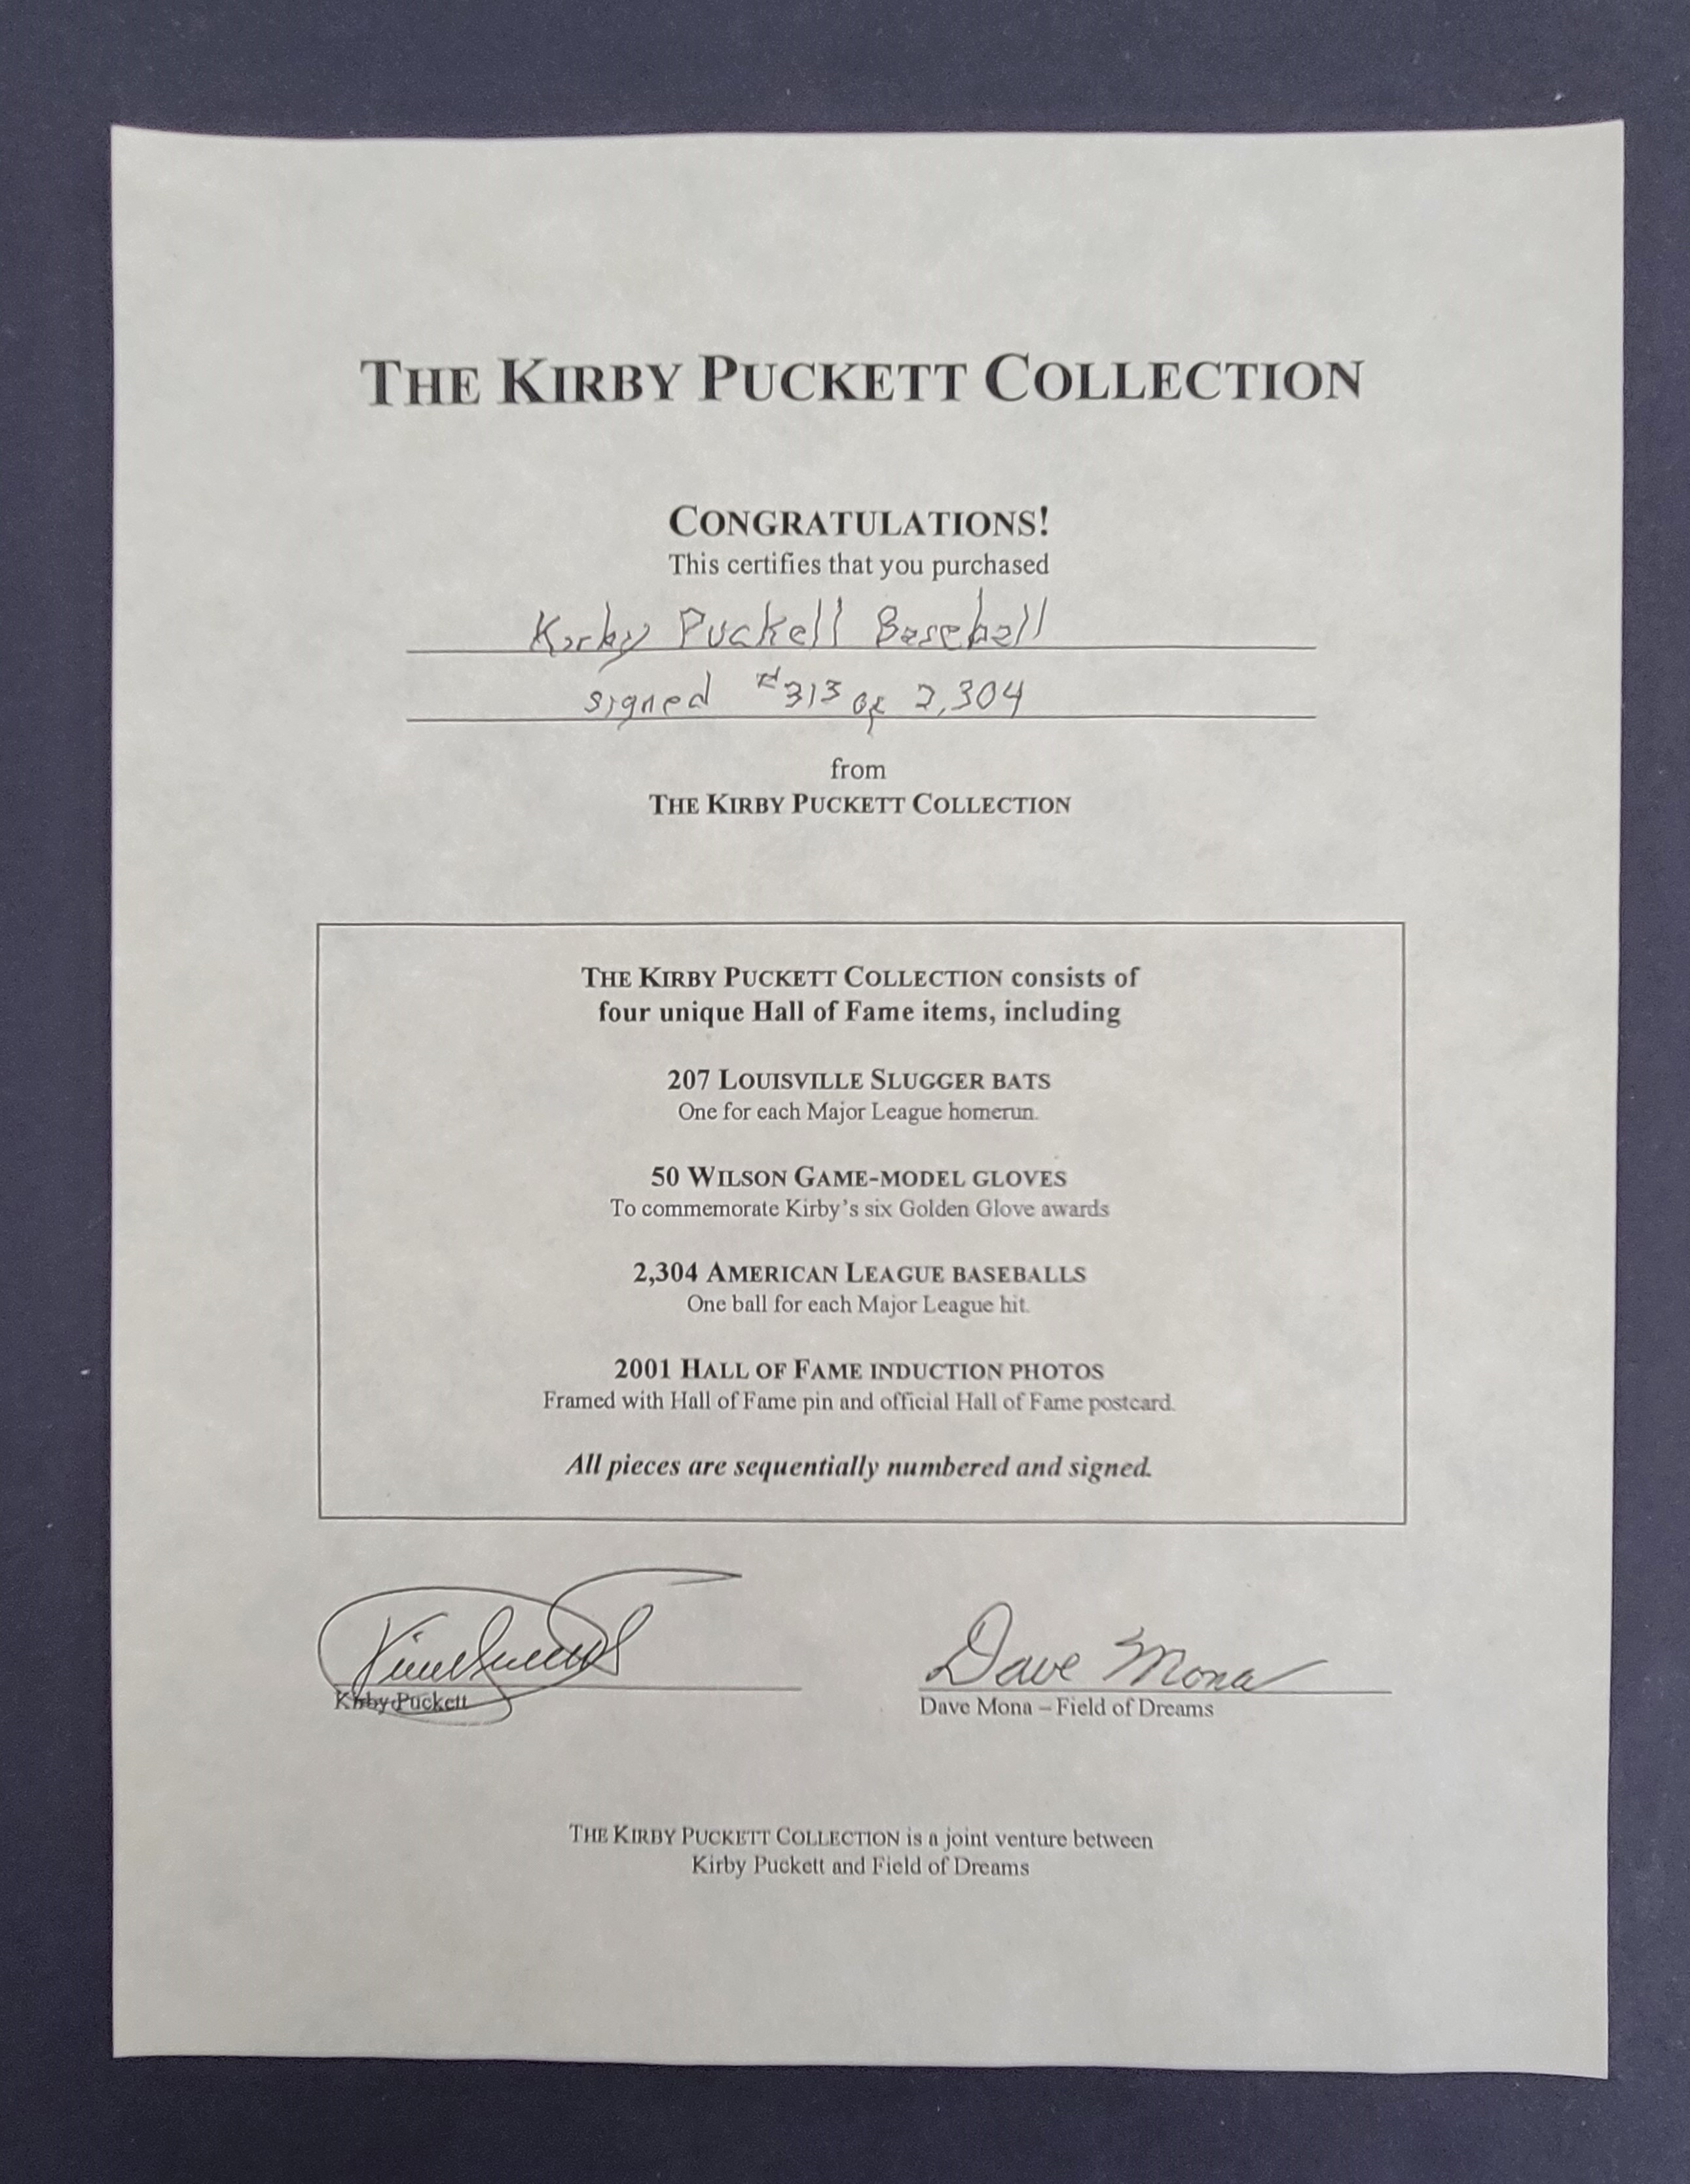 THE KIRBY PUCKETT COLLECTION
CONGRATULATIONS!
This certifies that you purchased
Kirby Puckett Baseball
signed #313 of 2,304
from
THE KIRBY PUCKETT COLLECTION
THE KIRBY PUCKETT COLLECTION consists of
four unique Hall of Fame items, including
207 LOUISVILLE SLUGGER BATS
One for each Major League homerun.
50 WILSON GAME-MODEL GLOVES
To commemorate Kirby's six Golden Glove awards
2,304 AMERICAN LEAGUE BASEBALLS
One ball for each Major League hit.
2001 HALL OF FAME INDUCTION PHOTOS
Framed with Hall of Fame pin and official Hall of Fame postcard.
All pieces are sequentially numbered and signed.
Dave Mona
Kirby Puckett
Dave Mona – Field of Dreams
THE KIRBY PUCKETT COLLECTION is a joint venture between
Kirby Puckett and Field of Dreams